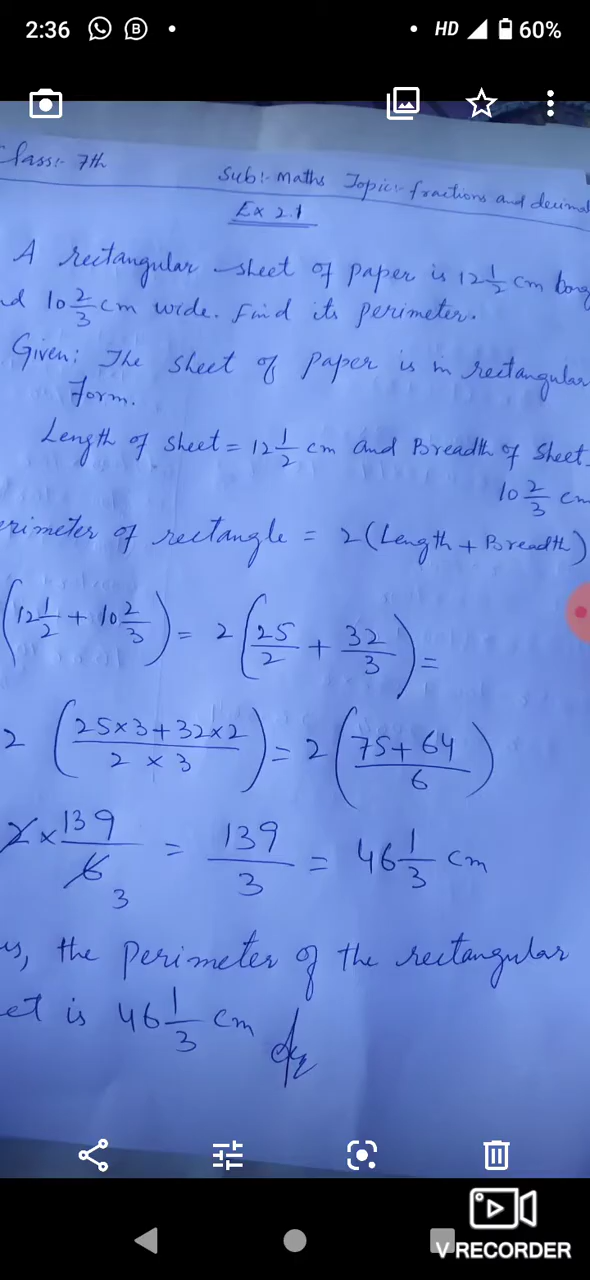 2:36 HD 60%
Class:- 7th Sub:- Maths Topic:- fractions and decimal
Ex 2.1
A rectangular sheet of paper is 12 1/2 cm long
nd 10 2/3 cm wide. Find its perimeter.
Given: The sheet of paper is in rectangular
Form.
Length of sheet = 12 1/2 cm and Breadth of sheet
10 2/3 cm
erimeter of rectangle = 2 (Length + Breadth)
(12 1/2 + 10 2/3) = 2 (25/2 + 32/3) =
2 (25×3+32×2 / 2×3) = 2 (75+64 / 6)
2 × 139/6 3 = 139/3 = 46 1/3 cm
us, the perimeter of the rectangular
et is 46 1/3 cm
V RECORDER